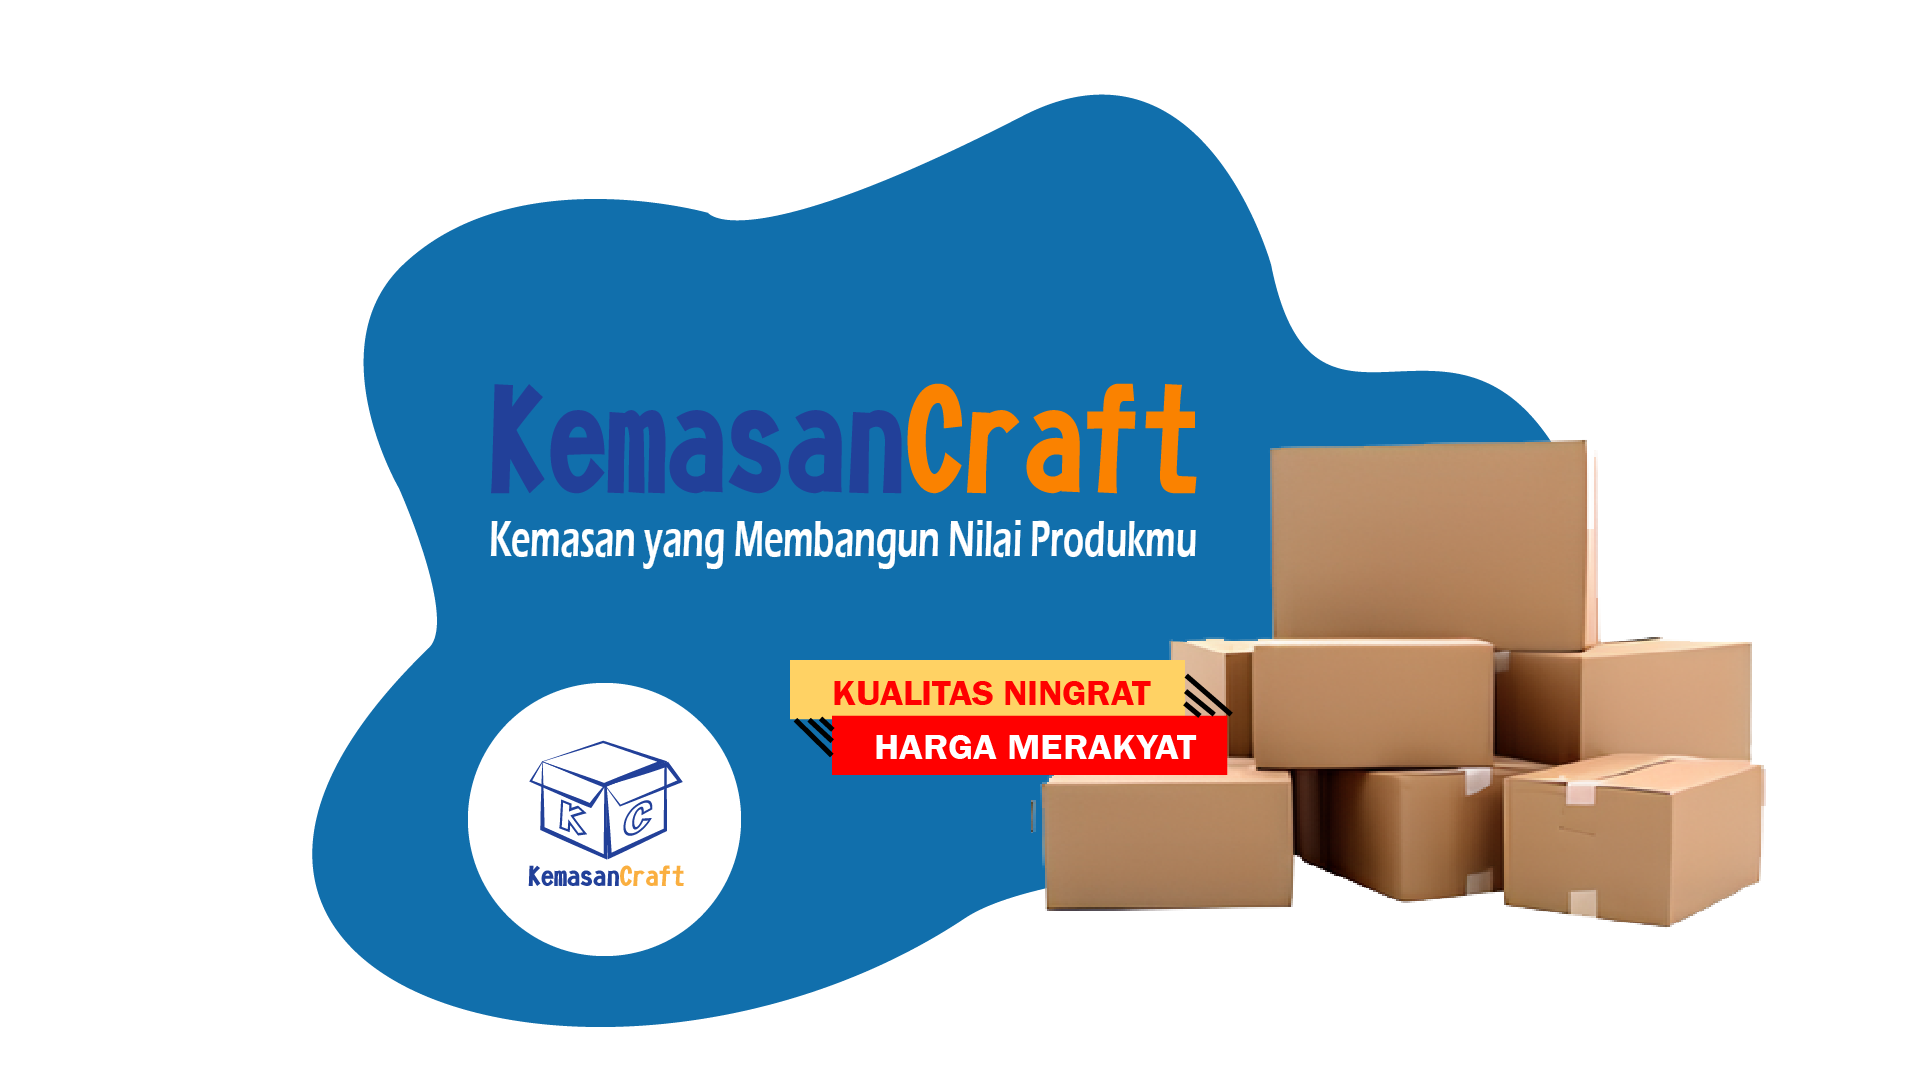 KemasanCraft
Kemasan yang Membangun Nilai Produkmu
KUALITAS NINGRAT
HARGA MERAKYAT
K C
KemasanCraft